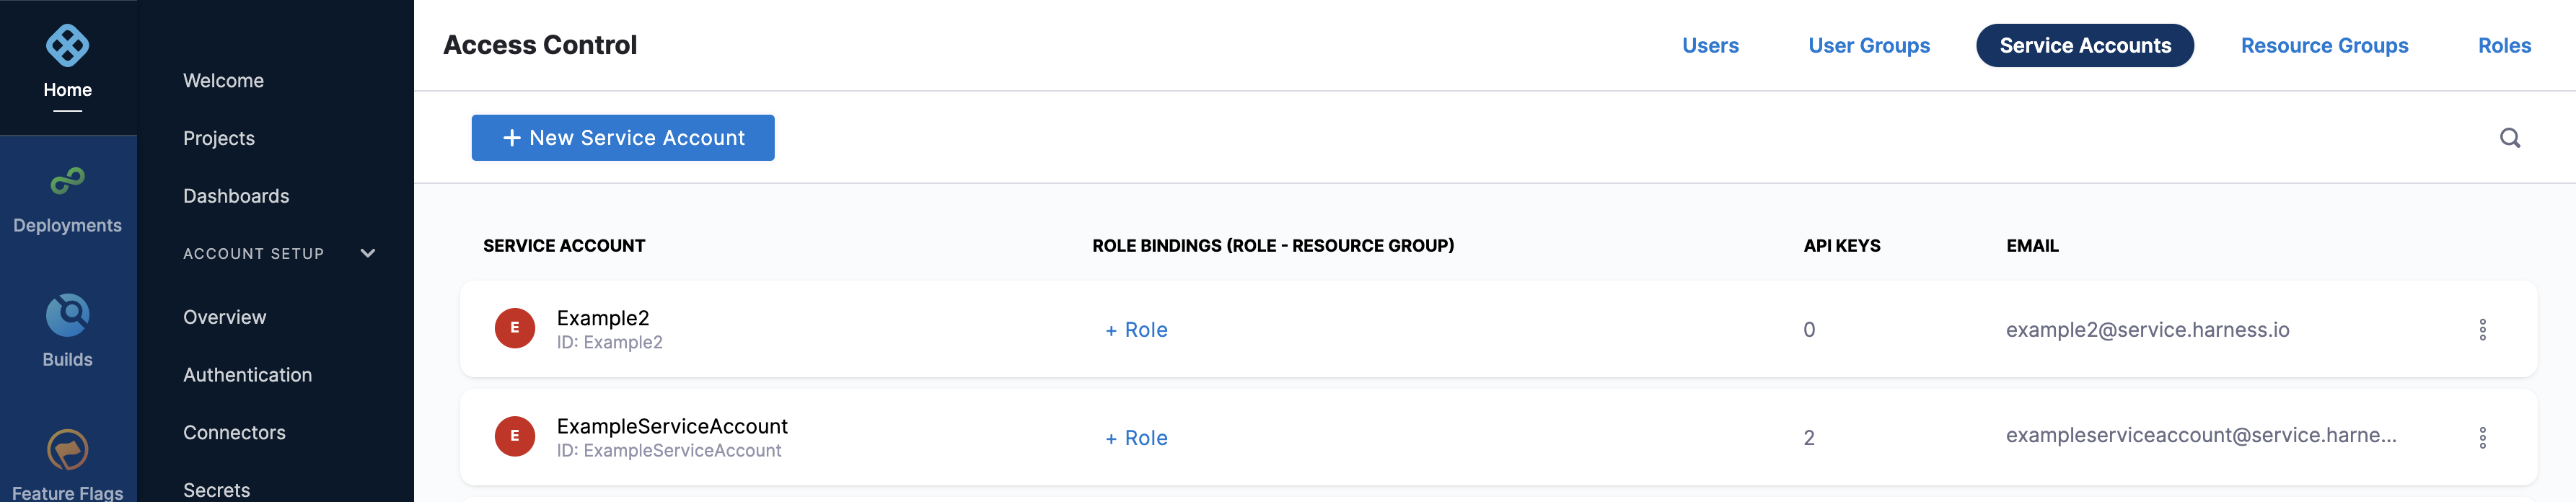 Home
Deployments
Builds
Feature Flags
Welcome
Projects
Dashboards
ACCOUNT SETUP
Overview
Authentication
Connectors
Secrets
Access Control
Users
User Groups
Service Accounts
Resource Groups
Roles
+ New Service Account
SERVICE ACCOUNT
ROLE BINDINGS (ROLE - RESOURCE GROUP)
API KEYS
EMAIL
E
Example2
ID: Example2
+ Role
0
example2@service.harness.io
E
ExampleServiceAccount
ID: ExampleServiceAccount
+ Role
2
exampleserviceaccount@service.harne...